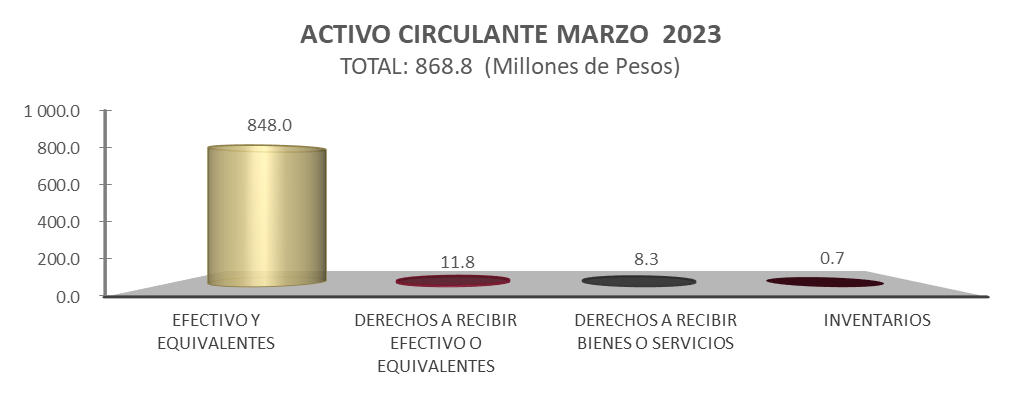 ACTIVO CIRCULANTE MARZO  2023
TOTAL: 868.8  (Millones de Pesos)
1 000.0
800.0
600.0
400.0
200.0
0.0
848.0
11.8
8.3
0.7
EFECTIVO Y
EQUIVALENTES
DERECHOS A RECIBIR
EFECTIVO O
EQUIVALENTES
DERECHOS A RECIBIR
BIENES O SERVICIOS
INVENTARIOS